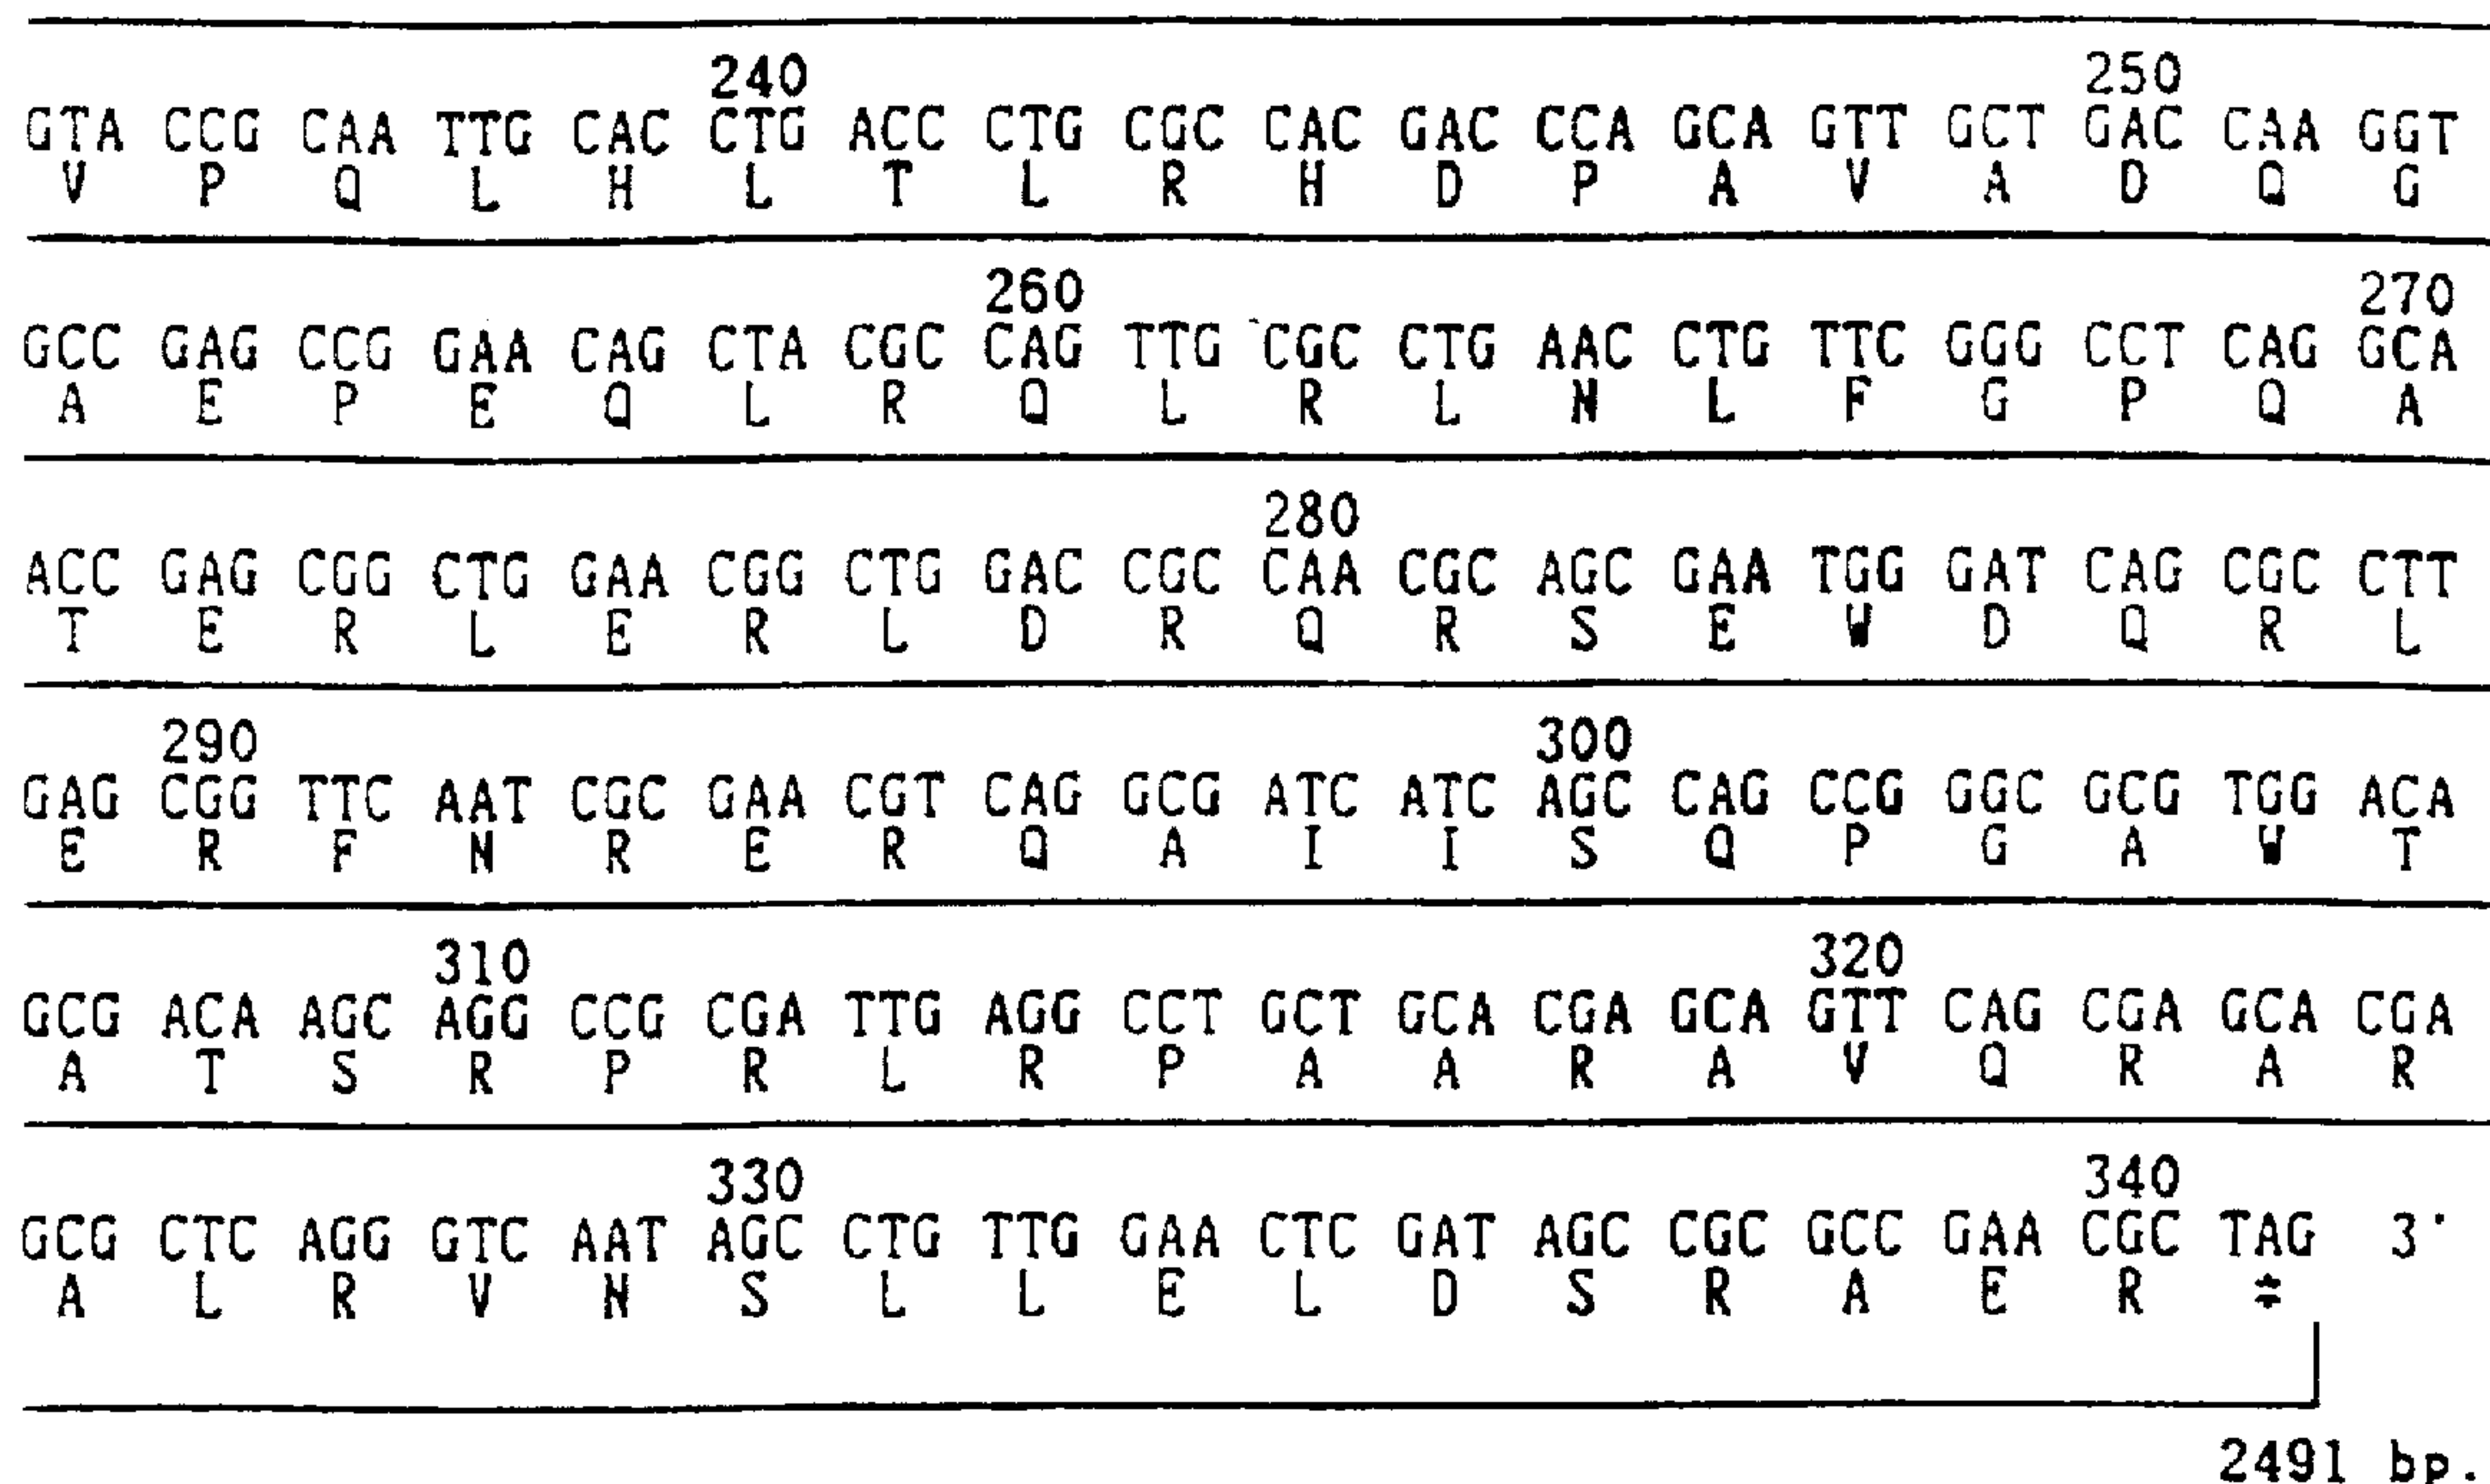 240 250
GTA CCG CAA TTG CAC CTG ACC CTG CGC CAC GAC CCA GCA GTT GCT GAC CAA GGT
V P Q L H L T L R H D P A V A D Q G
260 270
GCC GAG CCG GAA CAG CTA CGC CAG TTG CGC CTG AAC CTG TTC GGG CCT CAG GCA
A E P E Q L R Q L R L N L F G P Q A
280
ACC GAG CGG CTG GAA CGG CTG GAC CGC CAA CGC AGC GAA TGG GAT CAG CGC CTT
T E R L E R L D R Q R S E W D Q R L
290 300
GAG CGG TTC AAT CGC GAA CGT CAG GCG ATC ATC AGC CAG CCG GGC GCG TGG ACA
E R F N R E R Q A I I S Q P G A W T
310 320
GCG ACA AGC AGG CCG CGA TTG AGG CCT GCT GCA CGA GCA GTT CAG CGA GCA CGA
A T S R P R L R P A A R A V Q R A R
330 340
GCG CTC AGG GTC AAT AGC CTG TTG GAA CTC GAT AGC CGC GCC GAA CGC TAG 3'
A L R V N S L L E L D S R A E R *
2491 bp.